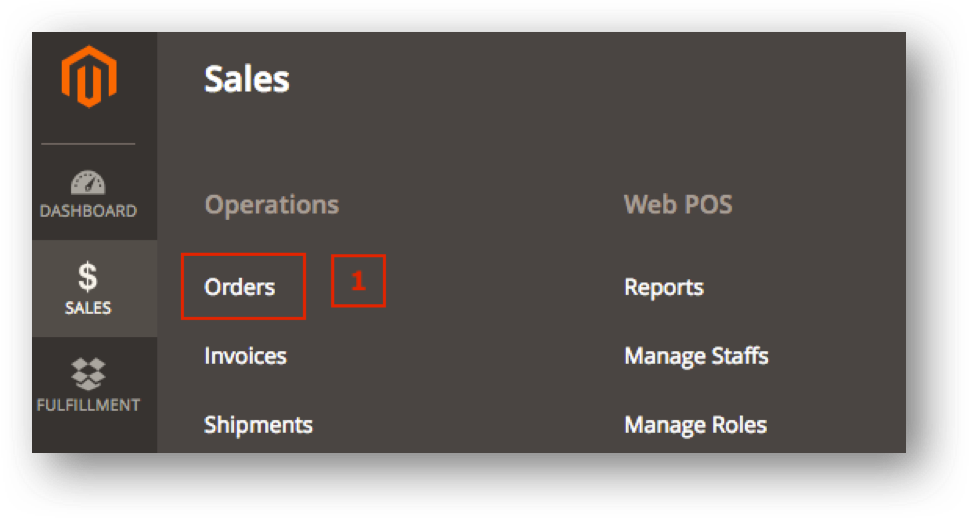 Sales
DASHBOARD
$
SALES
FULFILLMENT
Operations
Orders
1
Invoices
Shipments
Web POS
Reports
Manage Staffs
Manage Roles